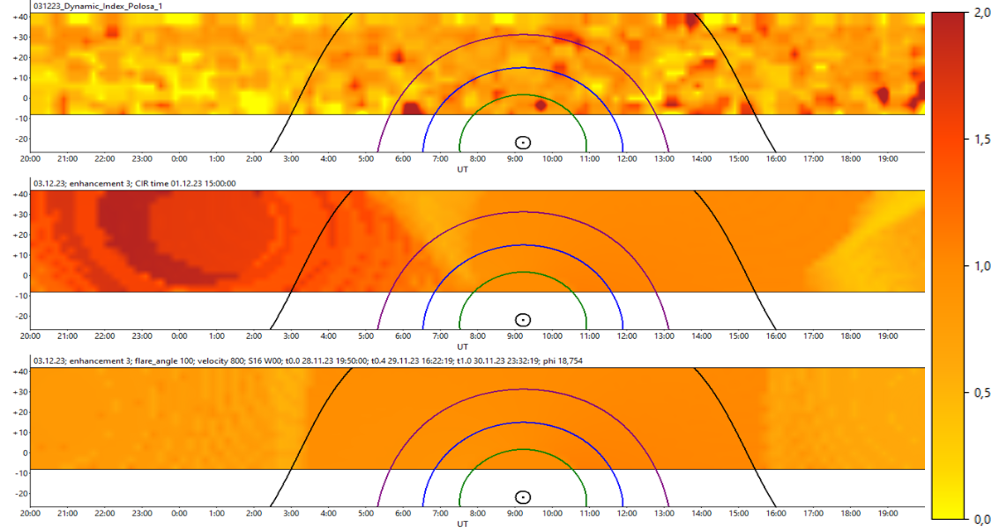 031223_Dynamic_Index_Polosa_1
2,0
+40
+30
+20
+10
0
-10
-20
20:00 21:00 22:00 23:00 0:00 1:00 2:00 3:00 4:00 5:00 6:00 7:00 8:00 9:00 10:00 11:00 12:00 13:00 14:00 15:00 16:00 17:00 18:00 19:00
UT
1,5
03.12.23; enhancement 3; CIR time 01.12.23 15:00:00
+40
+30
+20
+10
0
-10
-20
1,0
20:00 21:00 22:00 23:00 0:00 1:00 2:00 3:00 4:00 5:00 6:00 7:00 8:00 9:00 10:00 11:00 12:00 13:00 14:00 15:00 16:00 17:00 18:00 19:00
UT
03.12.23; enhancement 3; flare_angle 100; velocity 800; S16 W00; t0.0 28.11.23 19:50:00; t0.4 29.11.23 16:22:19; t1.0 30.11.23 23:32:19; phi 18,754
+40
+30
+20
+10
0
-10
-20
0,5
20:00 21:00 22:00 23:00 0:00 1:00 2:00 3:00 4:00 5:00 6:00 7:00 8:00 9:00 10:00 11:00 12:00 13:00 14:00 15:00 16:00 17:00 18:00 19:00
UT
0,0